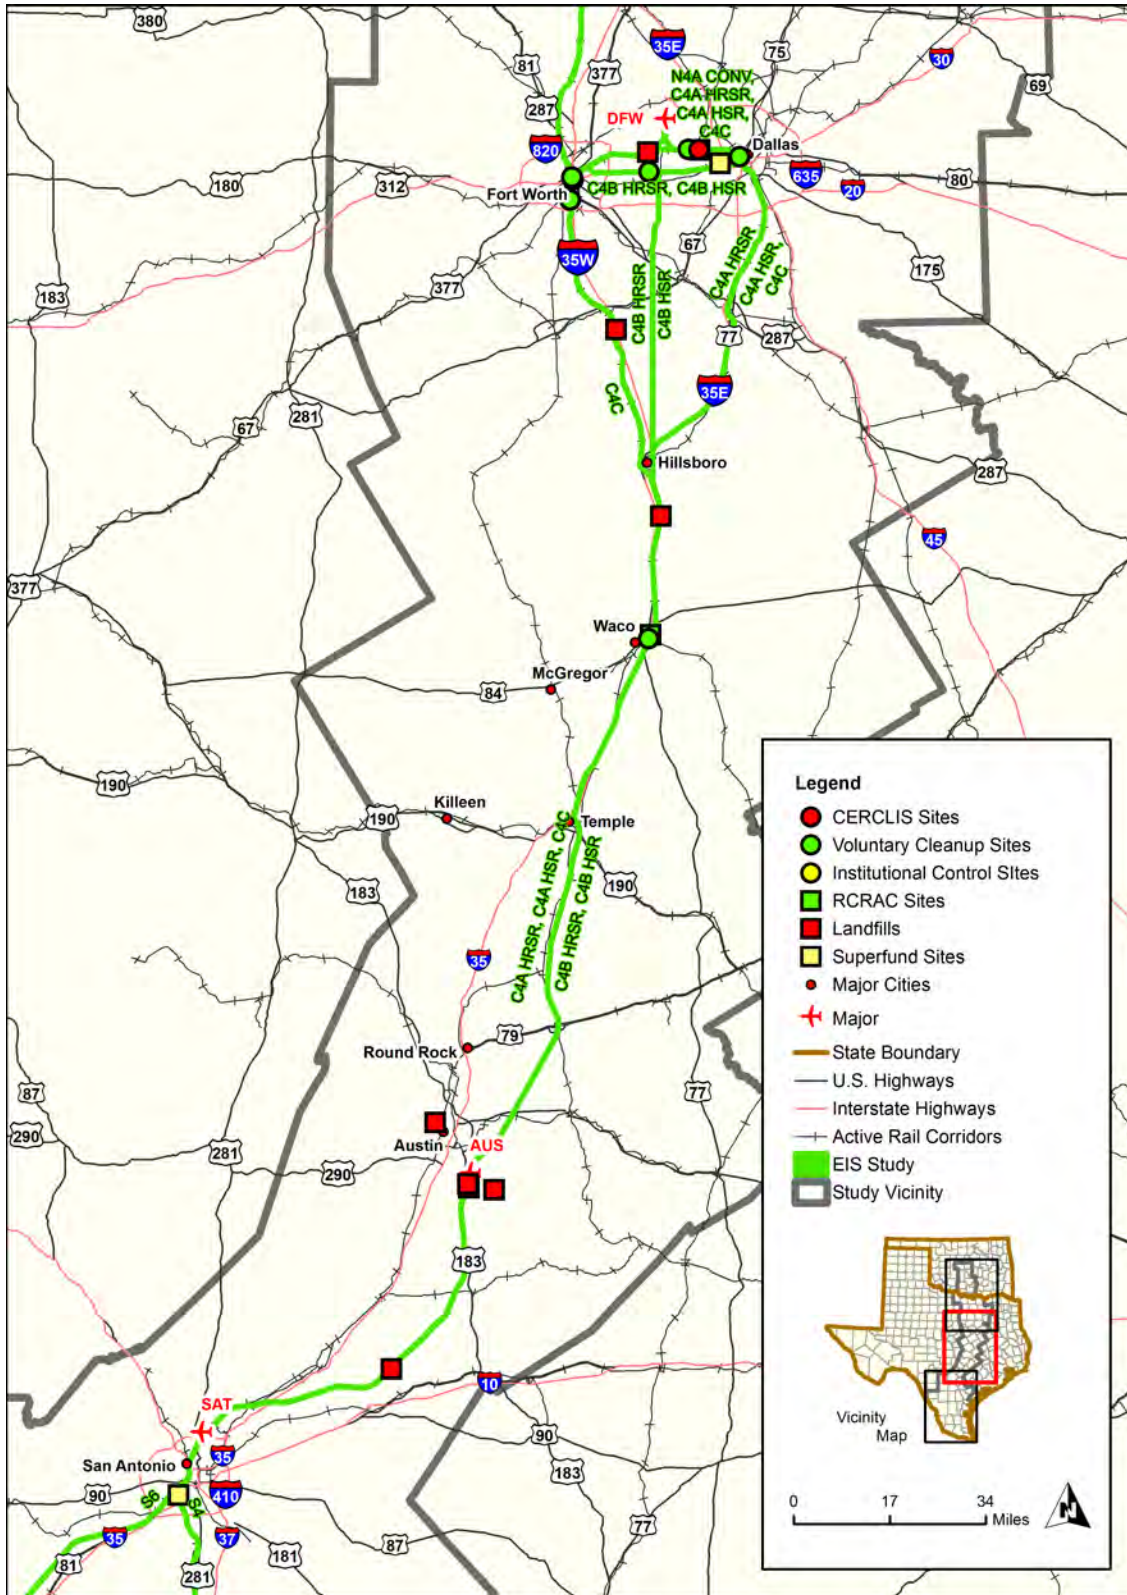 380
35E
75
81
377
30
69
N4A CONV,
C4A HRSR,
C4A HSR,
C4C
287
DFW
820
Dallas
180
312
635
80
20
Fort Worth
C4B HRSR, C4B HSR
35W
67
175
183
377
C4B HRSR
C4B HSR
C4A HRSR
C4A HSR,
C4C
77
287
C4C
35E
67
281
Hillsboro
287
45
377
Waco
McGregor
84
190
Killeen
190
Temple
183
190
C4A HRSR, C4A HSR, C4C
C4B HRSR, C4B HSR
35
79
Round Rock
87
77
290
Austin
AUS
281
290
183
10
SAT
35
90
San Antonio
183
90
410
S6
S4
77
35
37
87
81
181
281
Legend
CERCLIS Sites
Voluntary Cleanup Sites
Institutional Control SItes
RCRAC Sites
Landfills
Superfund Sites
Major Cities
Major
State Boundary
U.S. Highways
Interstate Highways
Active Rail Corridors
EIS Study
Study Vicinity
Vicinity
Map
0 17 34
Miles
N